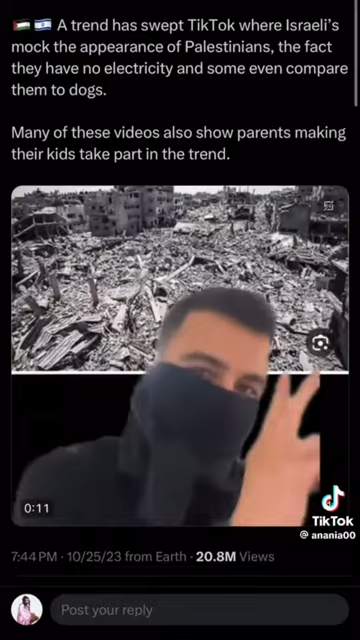 🇵🇸 🇮🇱 A trend has swept TikTok where Israeli's
mock the appearance of Palestinians, the fact
they have no electricity and some even compare
them to dogs.
Many of these videos also show parents making
their kids take part in the trend.
0:11
TikTok
@ anania00
7:44 PM · 10/25/23 from Earth · 20.8M Views
Post your reply